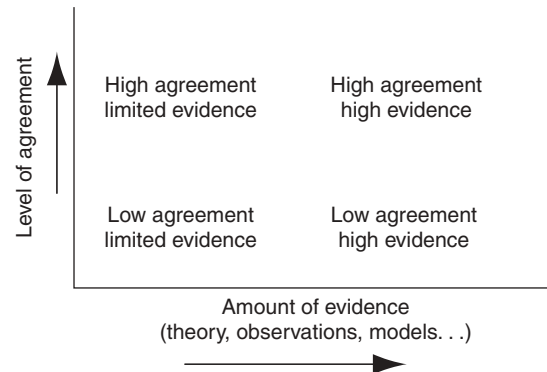 Level of agreement
High agreement
limited evidence
High agreement
high evidence
Low agreement
limited evidence
Low agreement
high evidence
Amount of evidence
(theory, observations, models. . .)